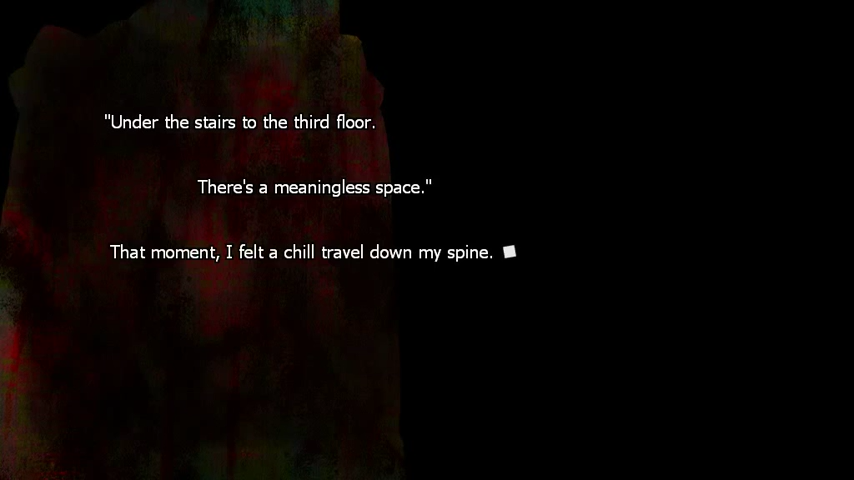 "Under the stairs to the third floor.
There's a meaningless space."
That moment, I felt a chill travel down my spine.